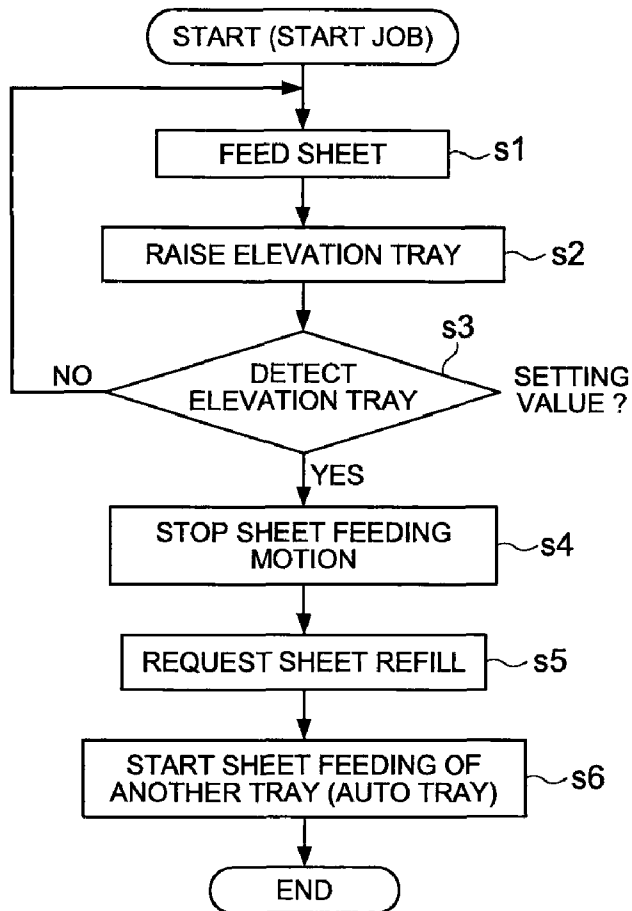 START (START JOB)
FEED SHEET
s1
RAISE ELEVATION TRAY
s2
s3
NO
DETECT
ELEVATION TRAY
SETTING
VALUE ?
YES
STOP SHEET FEEDING
MOTION
s4
REQUEST SHEET REFILL
s5
START SHEET FEEDING OF
ANOTHER TRAY (AUTO TRAY)
s6
END